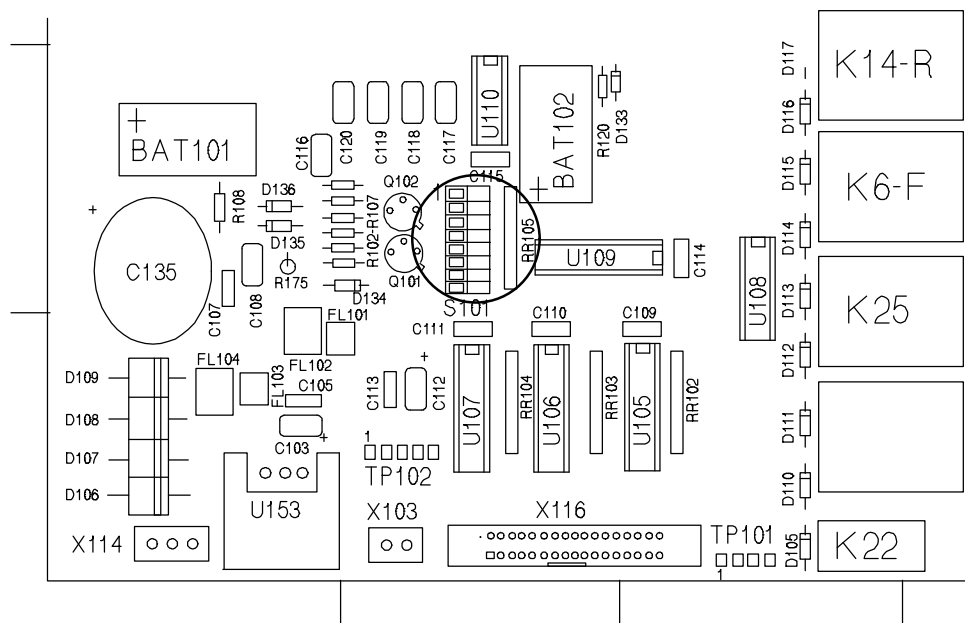 D117
K14-R
U110
BAT102
R120
D133
D116
BAT101
C116
C120
C119
C118
C117
C115
D115
K6-F
D136
Q102
R108
R107
R102-
RR105
D114
D135
C135
U109
C114
R175
Q101
D134
C107
C108
S101
U108
D113
K25
FL101
C111
C110
C109
FL102
D112
FL104
FL103
D109
C105
C113
C112
U107
RR104
U106
RR103
U105
RR102
D108
D111
C103
1
D107
TP102
D110
D106
U153
X103
X116
TP101
X114
D105
K22
1